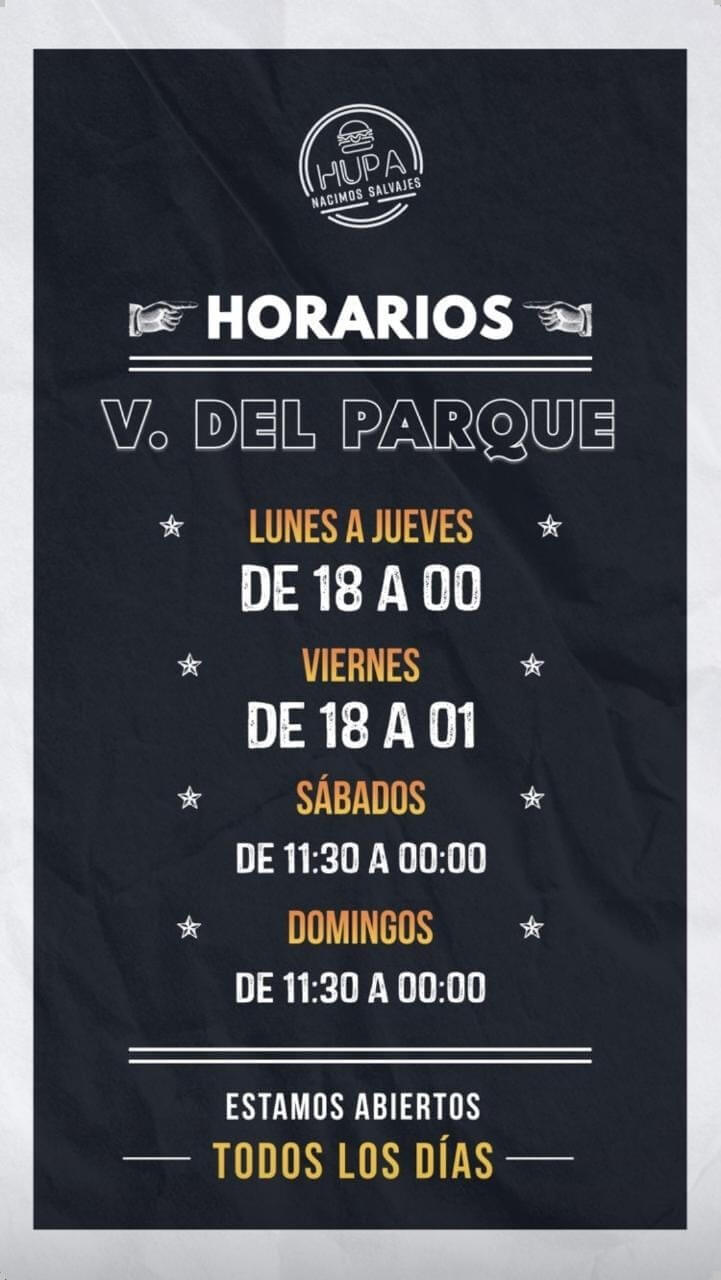 HUPA
NACIMOS SALVAJES
HORARIOS
V. DEL PARQUE
LUNES A JUEVES
DE 18 A 00
VIERNES
DE 18 A 01
SÁBADOS
DE 11:30 A 00:00
DOMINGOS
DE 11:30 A 00:00
ESTAMOS ABIERTOS
TODOS LOS DÍAS